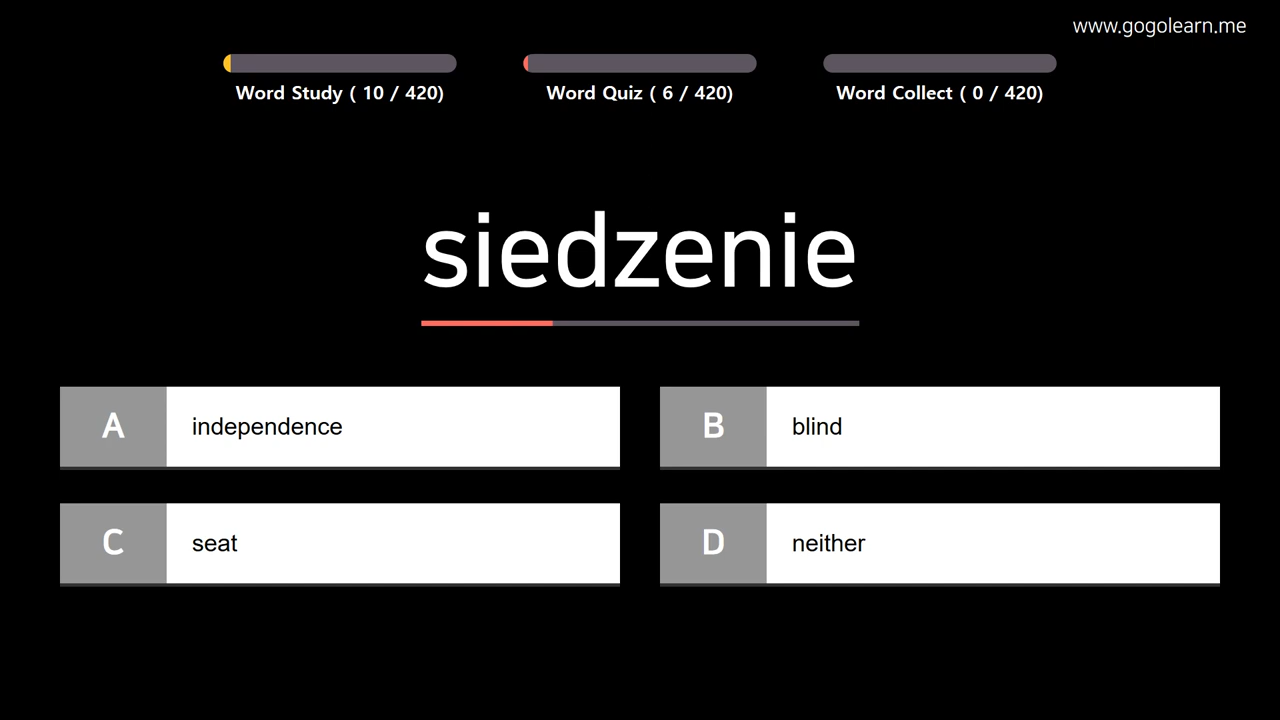 www.gogolearn.me
Word Study ( 10 / 420)
Word Quiz ( 6 / 420)
Word Collect ( 0 / 420)
siedzenie
A independence
B blind
C seat
D neither